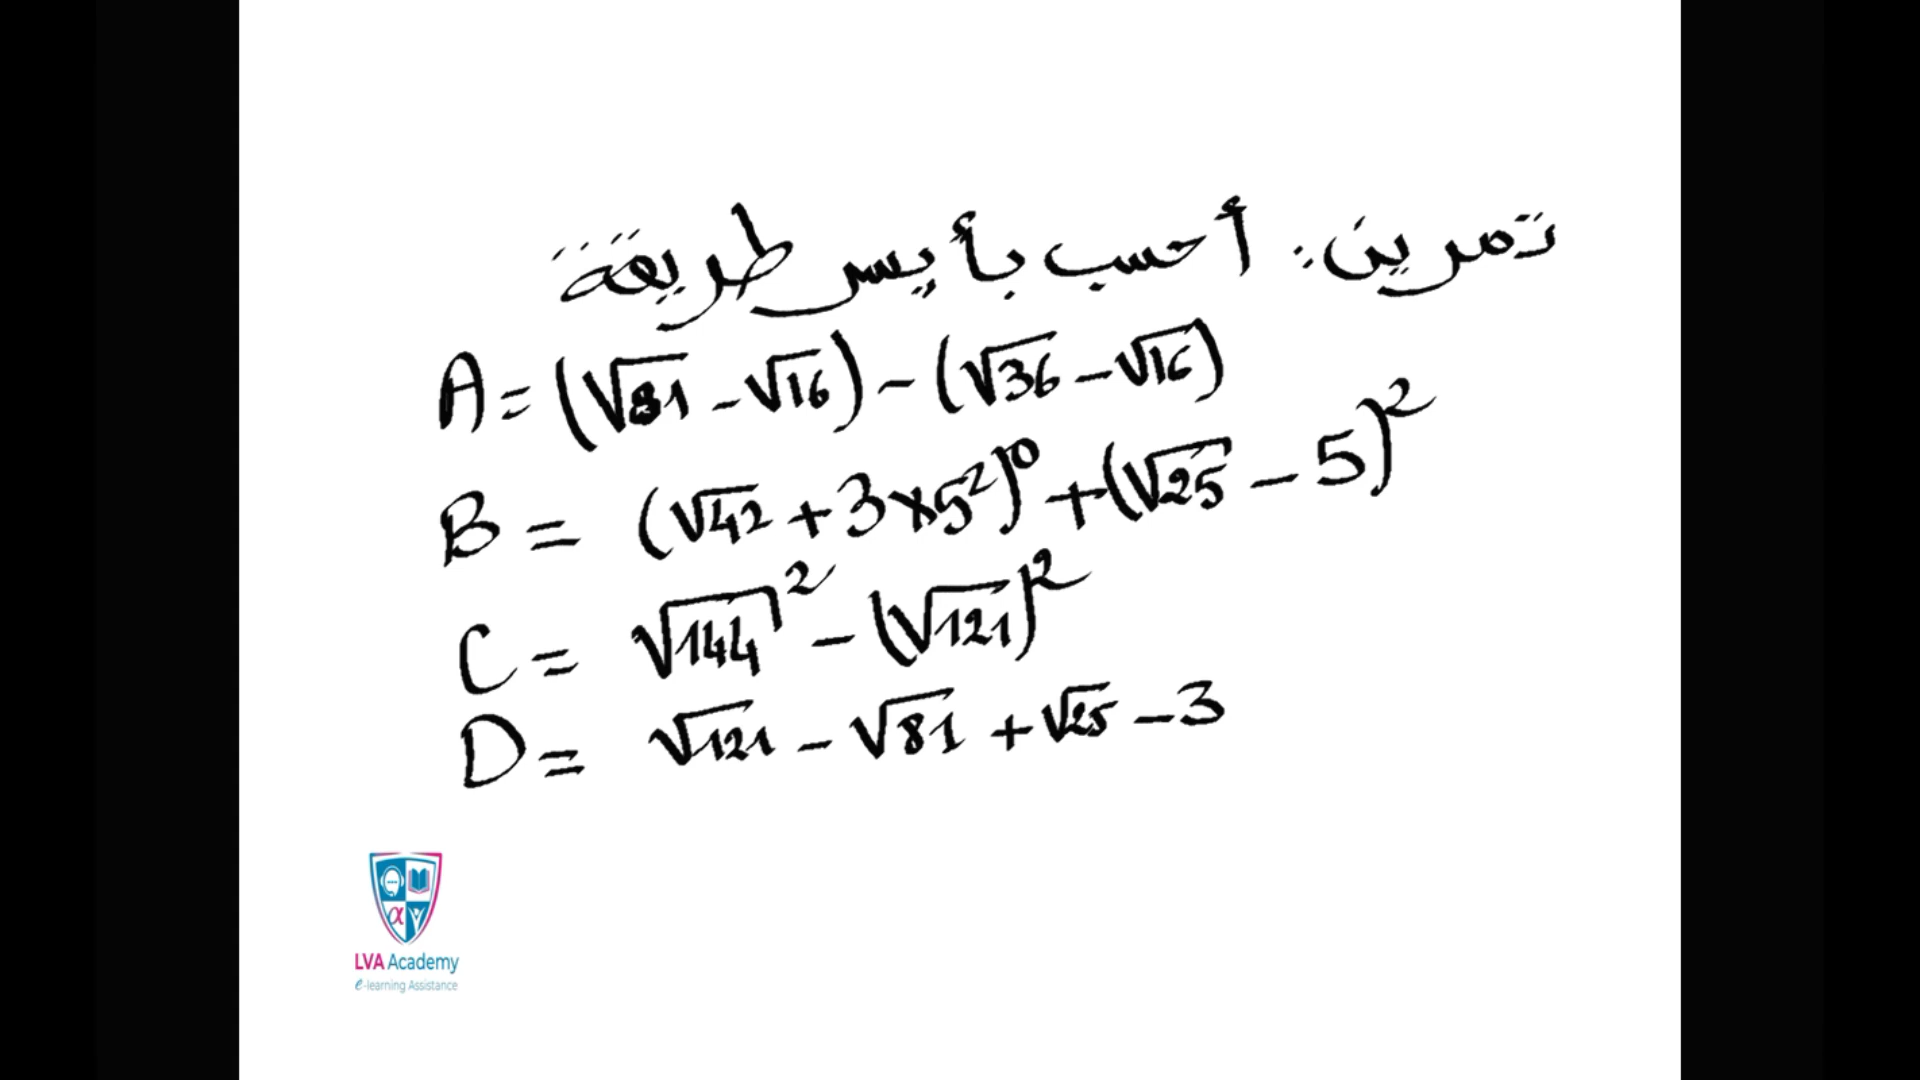 تمرين: أحسب بأيسر طريقة
A = (√81 - √16) - (√36 - √16)
B = (√42 + 3 × 5²)⁰ + (√25 - 5)²
C = √144² - (√121)²
D = √121 - √81 + √25 - 3
LVA Academy
e-learning Assistance